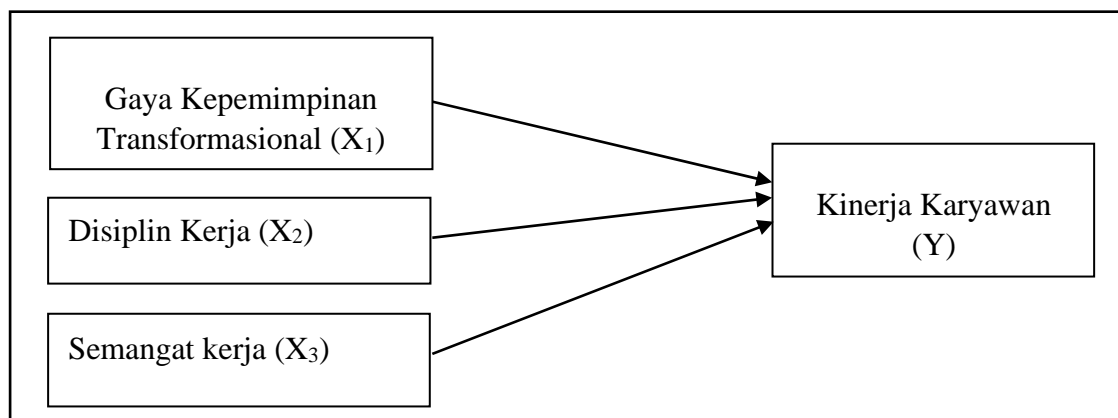 Gaya Kepemimpinan
Transformasional (X₁)
Disiplin Kerja (X₂)
Semangat kerja (X₃)
Kinerja Karyawan
(Y)